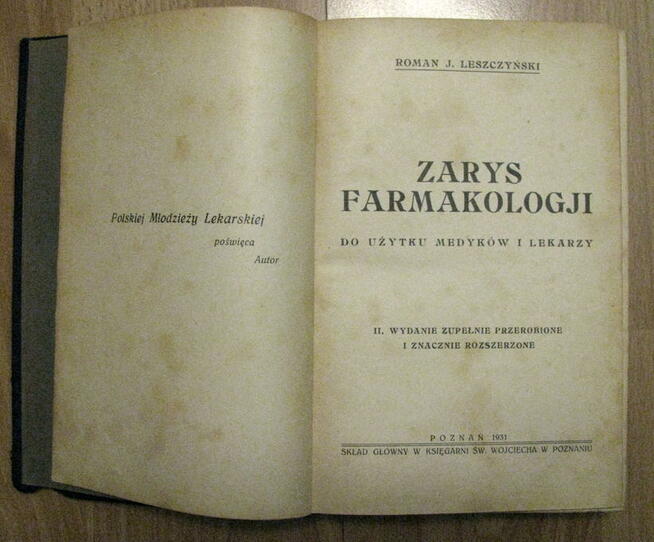 Polskiej Młodzieży Lekarskiej
poświęca
Autor
ROMAN J. LESZCZYŃSKI
ZARYS
FARMAKOLOGJI
DO UŻYTKU MEDYKÓW I LEKARZY
II. WYDANIE ZUPEŁNIE PRZEROBIONE
I ZNACZNIE ROZSZERZONE
POZNAŃ 1931
SKŁAD GŁÓWNY W KSIĘGARNI ŚW. WOJCIECHA W POZNANIU